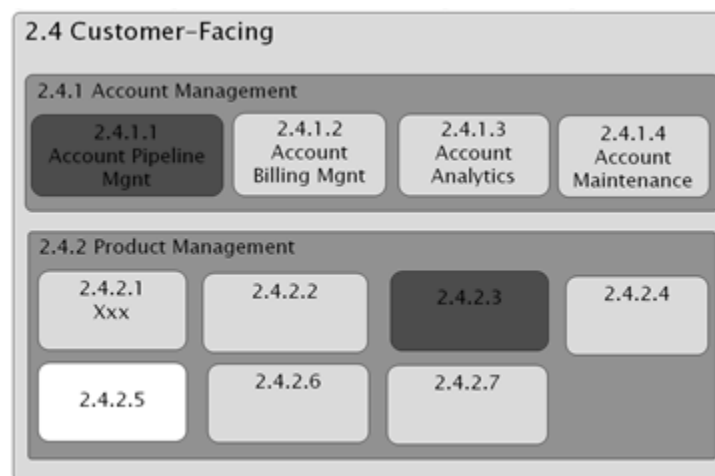 2.4 Customer-Facing
2.4.1 Account Management
2.4.1.1
Account Pipeline
Mgnt
2.4.1.2
Account
Billing Mgnt
2.4.1.3
Account
Analytics
2.4.1.4
Account
Maintenance
2.4.2 Product Management
2.4.2.1
Xxx
2.4.2.2
2.4.2.3
2.4.2.4
2.4.2.5
2.4.2.6
2.4.2.7